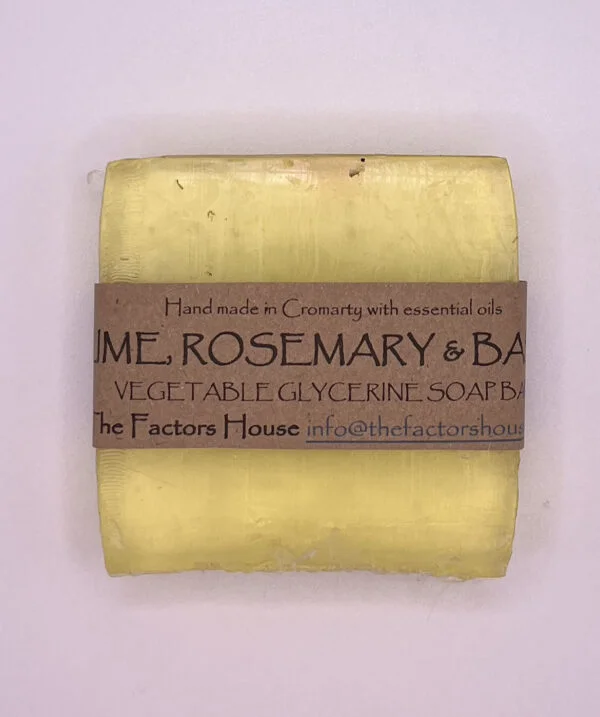 Hand made in Cromarty with essential oils
IME, ROSEMARY & BA
VEGETABLE GLYCERINE SOAP BA
The Factors House info@thefactorshous